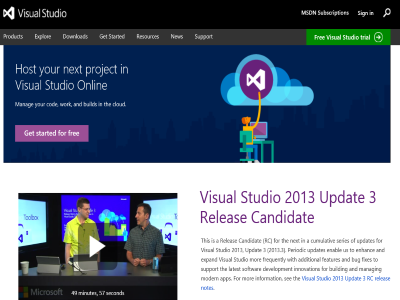 Visual Studio
MSDN Subscriptions Sign in
Products Explore Downloads Get Started Resources News Support
Free Visual Studio trial
Host your next project in
Visual Studio Online
Manage your code, work, and builds in the cloud.
Get started for free
Visual Studio 2013 Update 3
Release Candidate
This is a Release Candidate (RC) for the next in a cumulative series of updates for
Visual Studio 2013, Update 3 (2013.3). Periodic updates enable us to enhance and
expand Visual Studio more frequently with additional features and bug fixes to
support the latest software development innovations for building and managing
modern apps. For more information, see the Visual Studio 2013 Update 3 RC release
notes.
Toolbox
Microsoft
49 minutes, 57 seconds